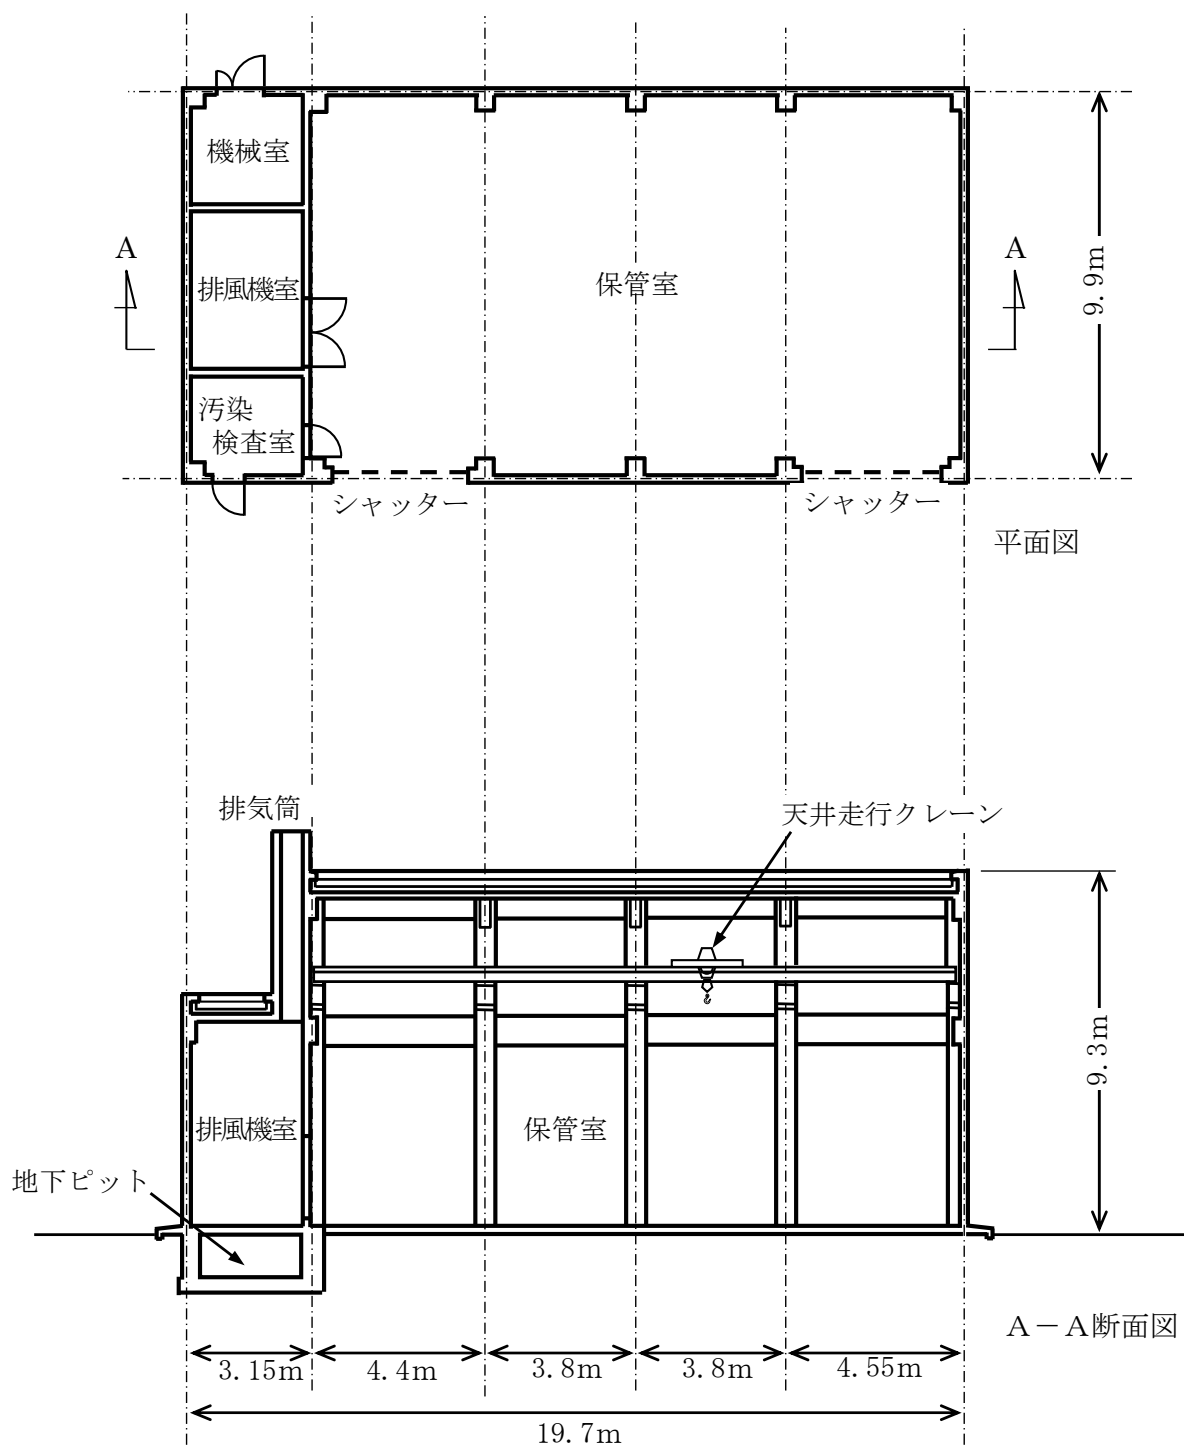 機械室
A
A
排風機室
保管室
9.9m
汚染
検査室
シャッター
シャッター
平面図
排気筒
天井走行クレーン
9.3m
排風機室
保管室
地下ピット
A－A断面図
3.15m
4.4m
3.8m
3.8m
4.55m
19.7m